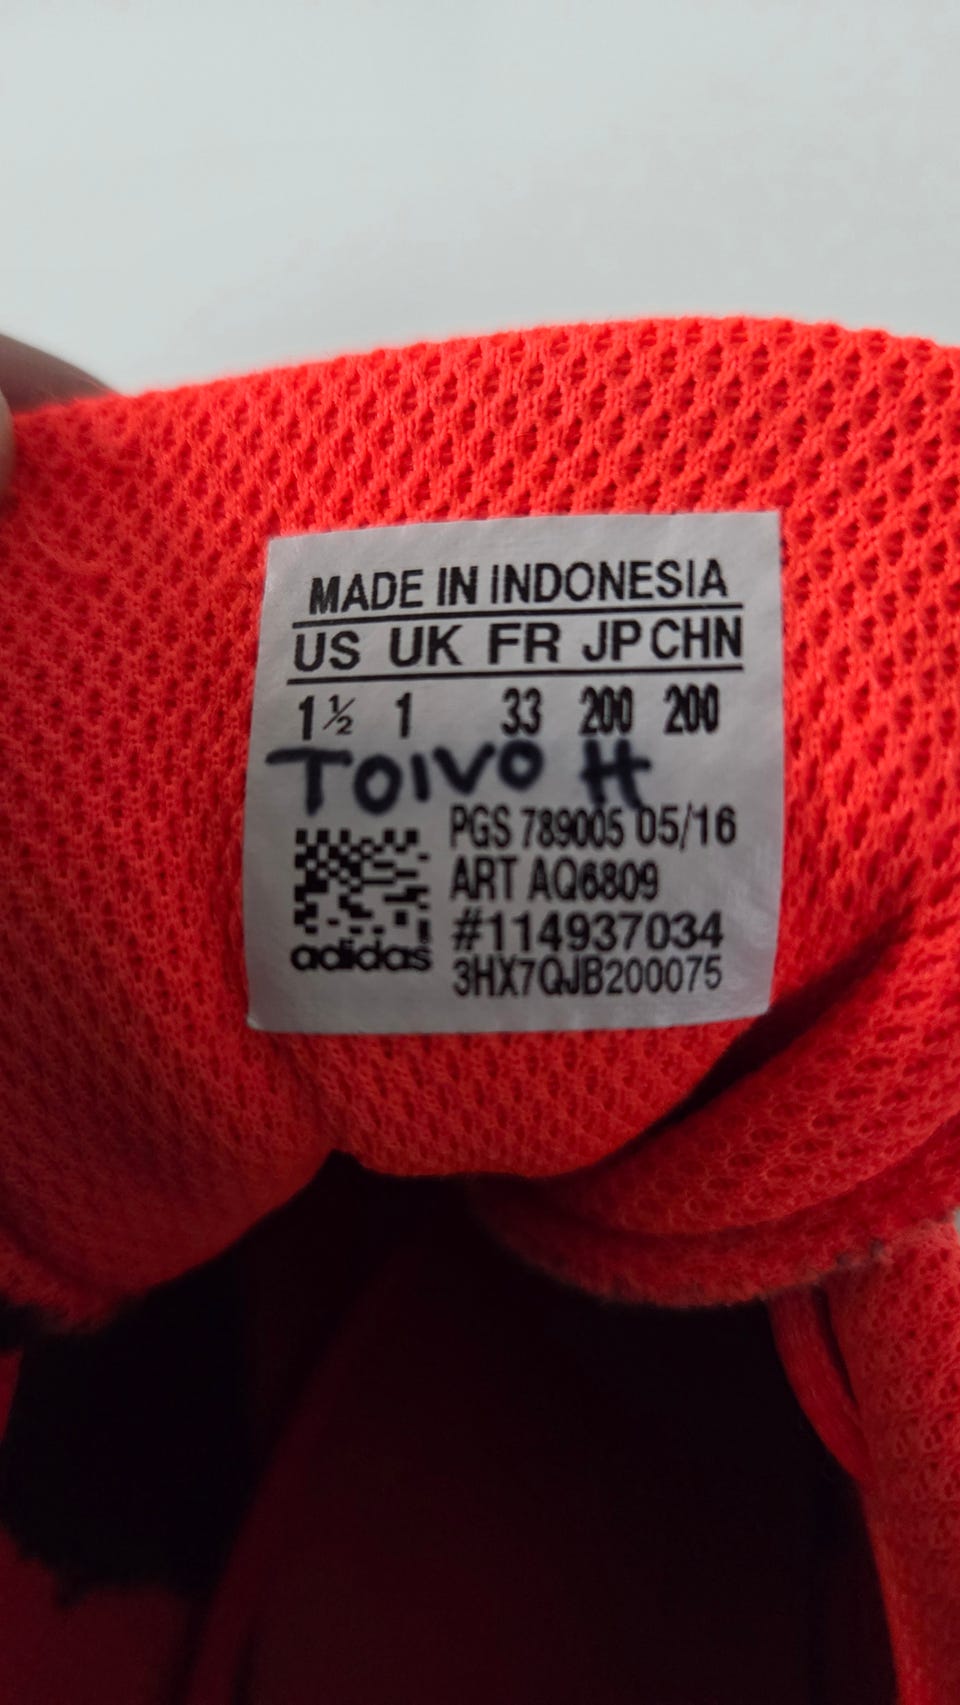 MADE IN INDONESIA
US UK FR JP CHN
1½ 1 33 200 200
TOIVO H
PGS 789005 05/16
ART AQ6809
#114937034
adidas 3HX7QJB200075